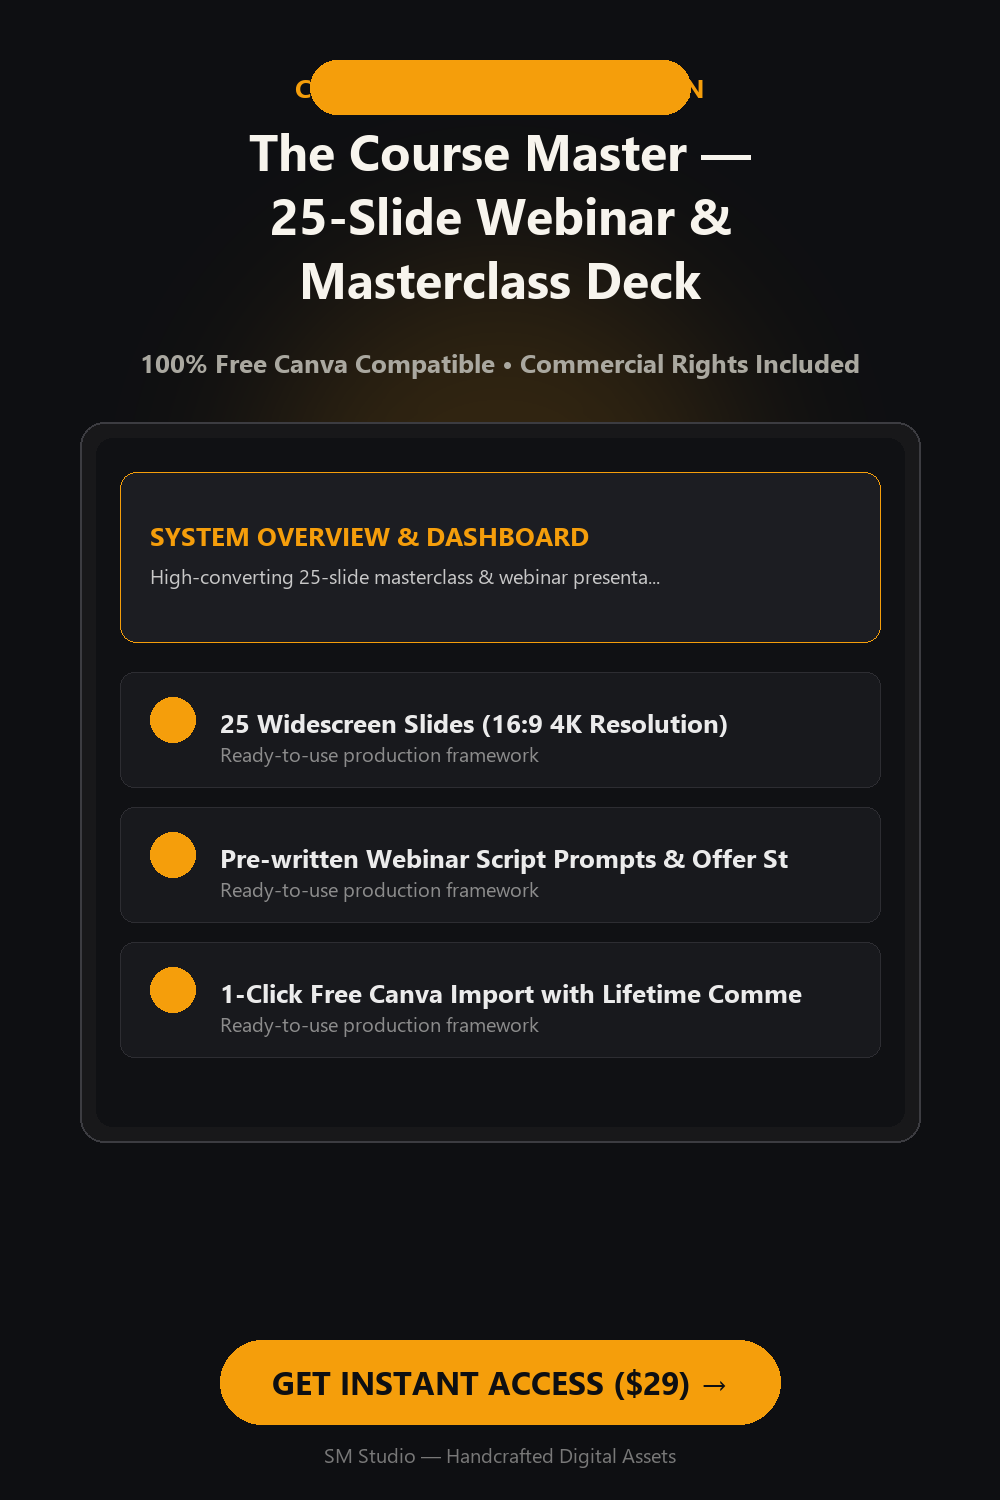 The Course Master —
25-Slide Webinar &
Masterclass Deck
100% Free Canva Compatible • Commercial Rights Included
SYSTEM OVERVIEW & DASHBOARD
High-converting 25-slide masterclass & webinar presenta...
25 Widescreen Slides (16:9 4K Resolution)
Ready-to-use production framework
Pre-written Webinar Script Prompts & Offer St
Ready-to-use production framework
1-Click Free Canva Import with Lifetime Comme
Ready-to-use production framework
GET INSTANT ACCESS ($29) →
SM Studio — Handcrafted Digital Assets